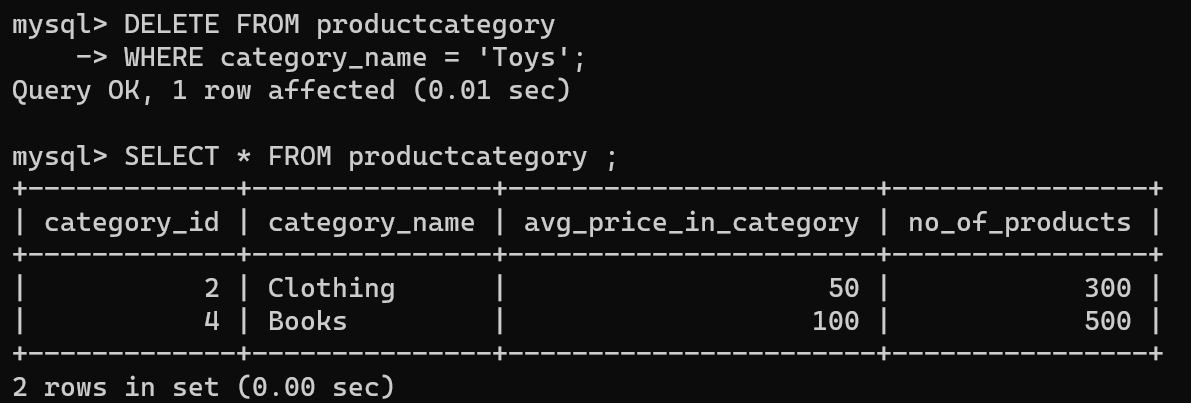 mysql> DELETE FROM productcategory
    -> WHERE category_name = 'Toys';
Query OK, 1 row affected (0.01 sec)

mysql> SELECT * FROM productcategory ;
+-------------+---------------+-----------------------+----------------+
| category_id | category_name | avg_price_in_category | no_of_products |
+-------------+---------------+-----------------------+----------------+
|           2 | Clothing      |                    50 |            300 |
|           4 | Books         |                   100 |            500 |
+-------------+---------------+-----------------------+----------------+
2 rows in set (0.00 sec)